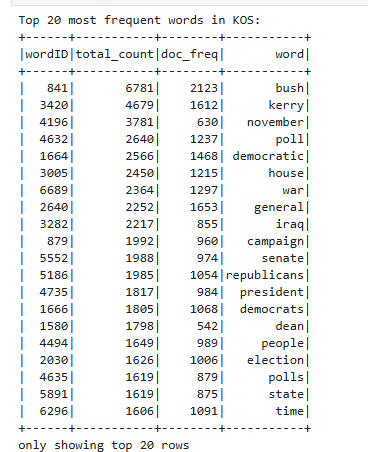 Top 20 most frequent words in KOS:
+------+-----------+--------+-----------+
|wordID|total_count|doc_freq|       word|
+------+-----------+--------+-----------+
|   841|       6781|    2123|       bush|
|  3420|       4679|    1612|      kerry|
|  4196|       3781|     630|   november|
|  4632|       2640|    1237|       poll|
|  1664|       2566|    1468| democratic|
|  3005|       2450|    1215|      house|
|  6689|       2364|    1297|        war|
|  2640|       2252|    1653|    general|
|  3282|       2217|     855|       iraq|
|   879|       1992|     960|   campaign|
|  5552|       1988|     974|     senate|
|  5186|       1985|    1054|republicans|
|  4735|       1817|     984|  president|
|  1666|       1805|    1068|  democrats|
|  1580|       1798|     542|       dean|
|  4494|       1649|     989|     people|
|  2030|       1626|    1006|   election|
|  4635|       1619|     879|      polls|
|  5891|       1619|     875|      state|
|  6296|       1606|    1091|       time|
+------+-----------+--------+-----------+
only showing top 20 rows